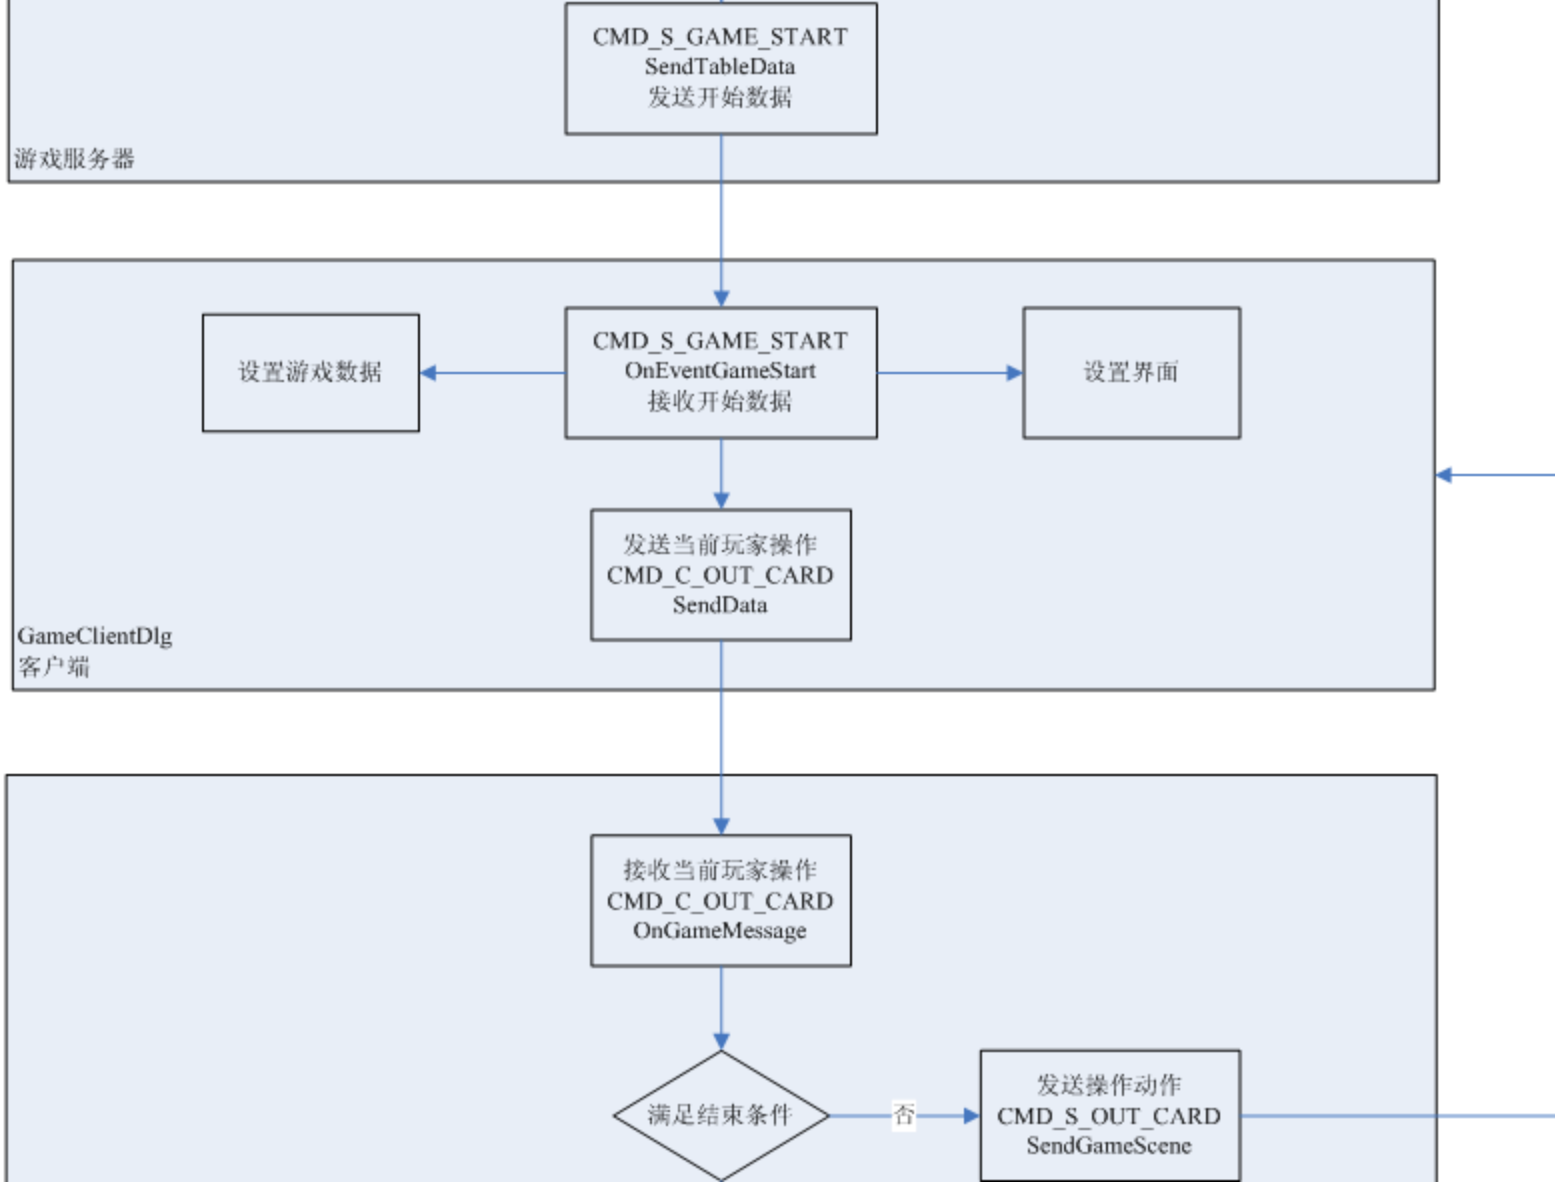 CMD_S_GAME_START
SendTableData
发送开始数据
游戏服务器
设置游戏数据
CMD_S_GAME_START
OnEventGameStart
接收开始数据
设置界面
发送当前玩家操作
CMD_C_OUT_CARD
SendData
GameClientDlg
客户端
接收当前玩家操作
CMD_C_OUT_CARD
OnGameMessage
满足结束条件
否
发送操作动作
CMD_S_OUT_CARD
SendGameScene